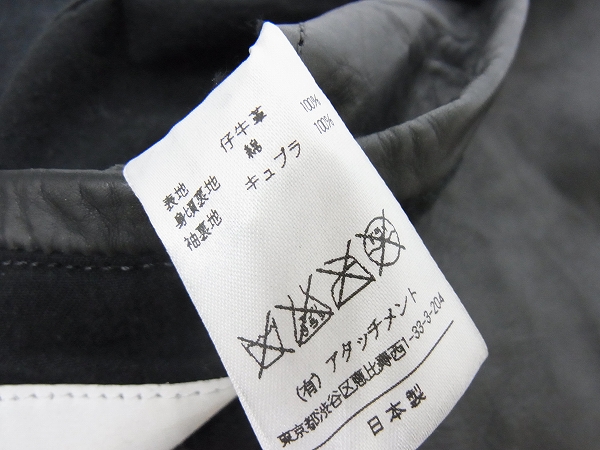 表地 仔牛革 100%
身頃裏地 綿 100%
袖裏地 キュプラ
(有) アタッチメント
東京都渋谷区恵比寿西1-33-3-204
日本製